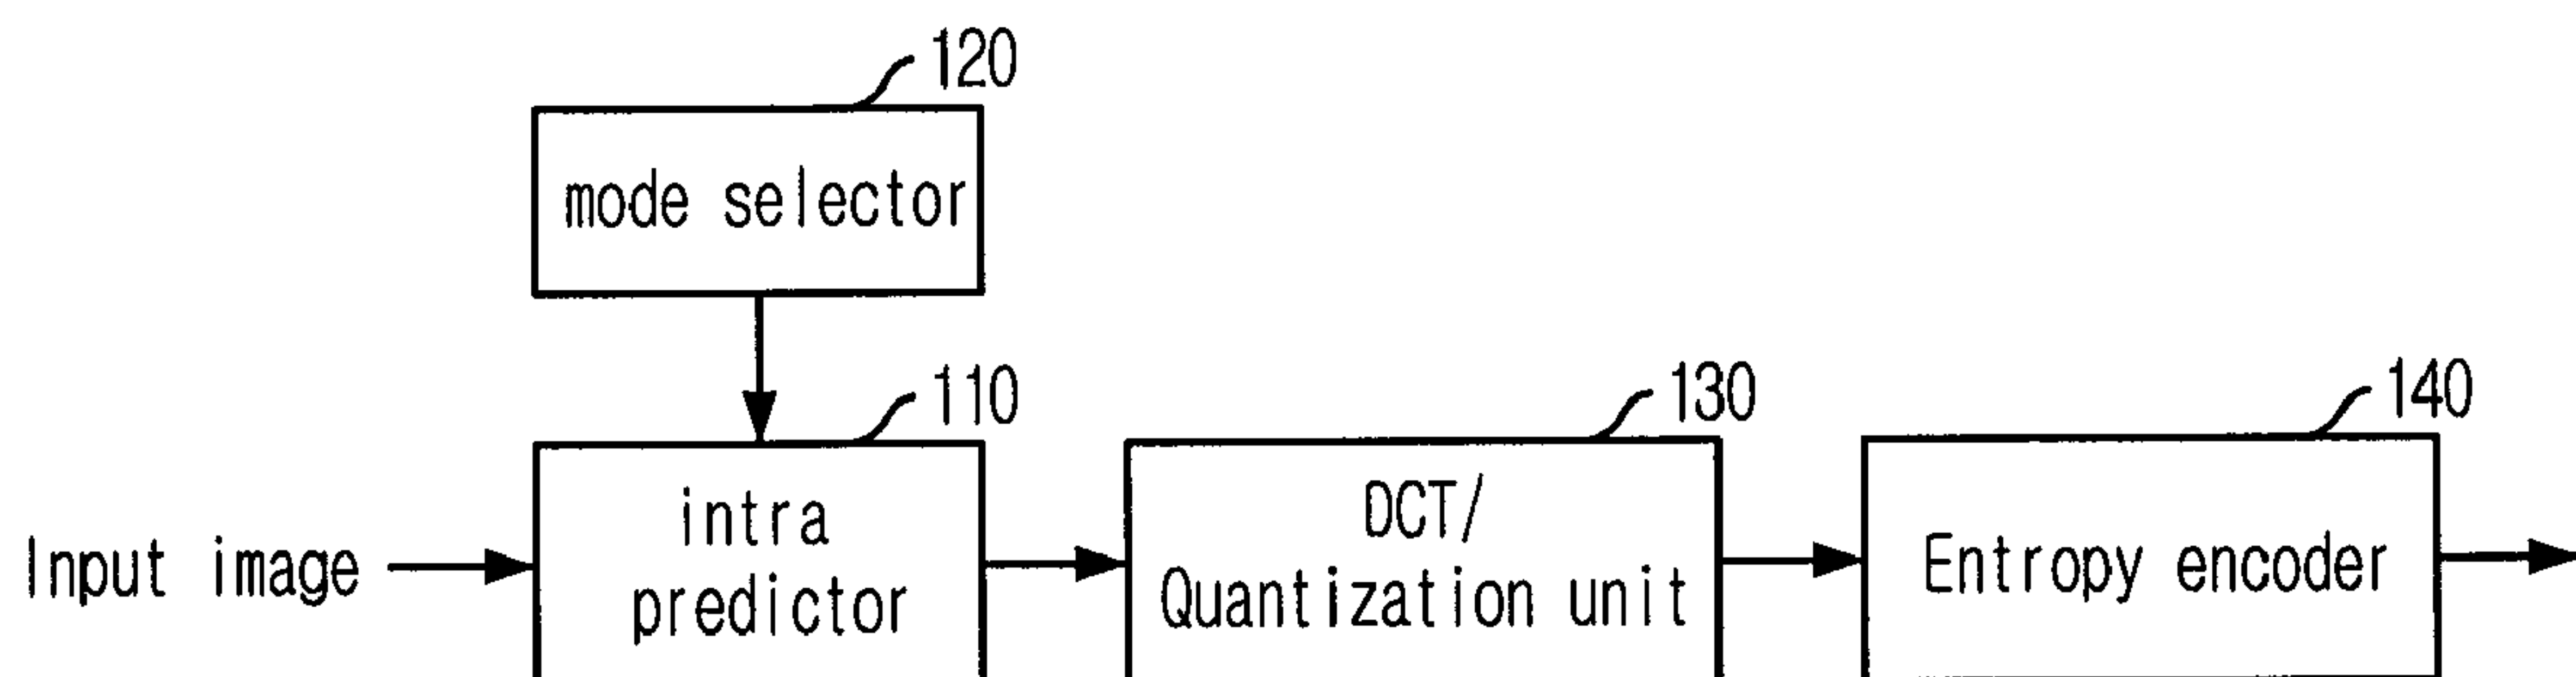 120
mode selector
110
130
140
Input image
intra
predictor
DCT/
Quantization unit
Entropy encoder